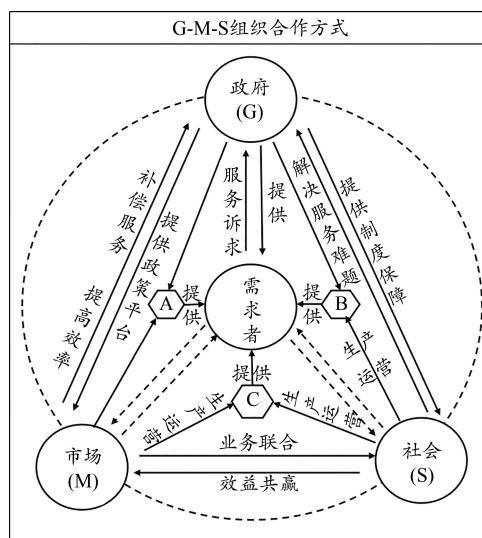 G-M-S组织合作方式
政府
(G)
补偿服务
提高效率
提供政策平台
服务诉求
提供
解决服务难题
提供制度保障
A
提供
需求者
提供
B
生产运营
提供
C
生产运营
生产运营
市场
(M)
业务联合
效益共赢
社会
(S)